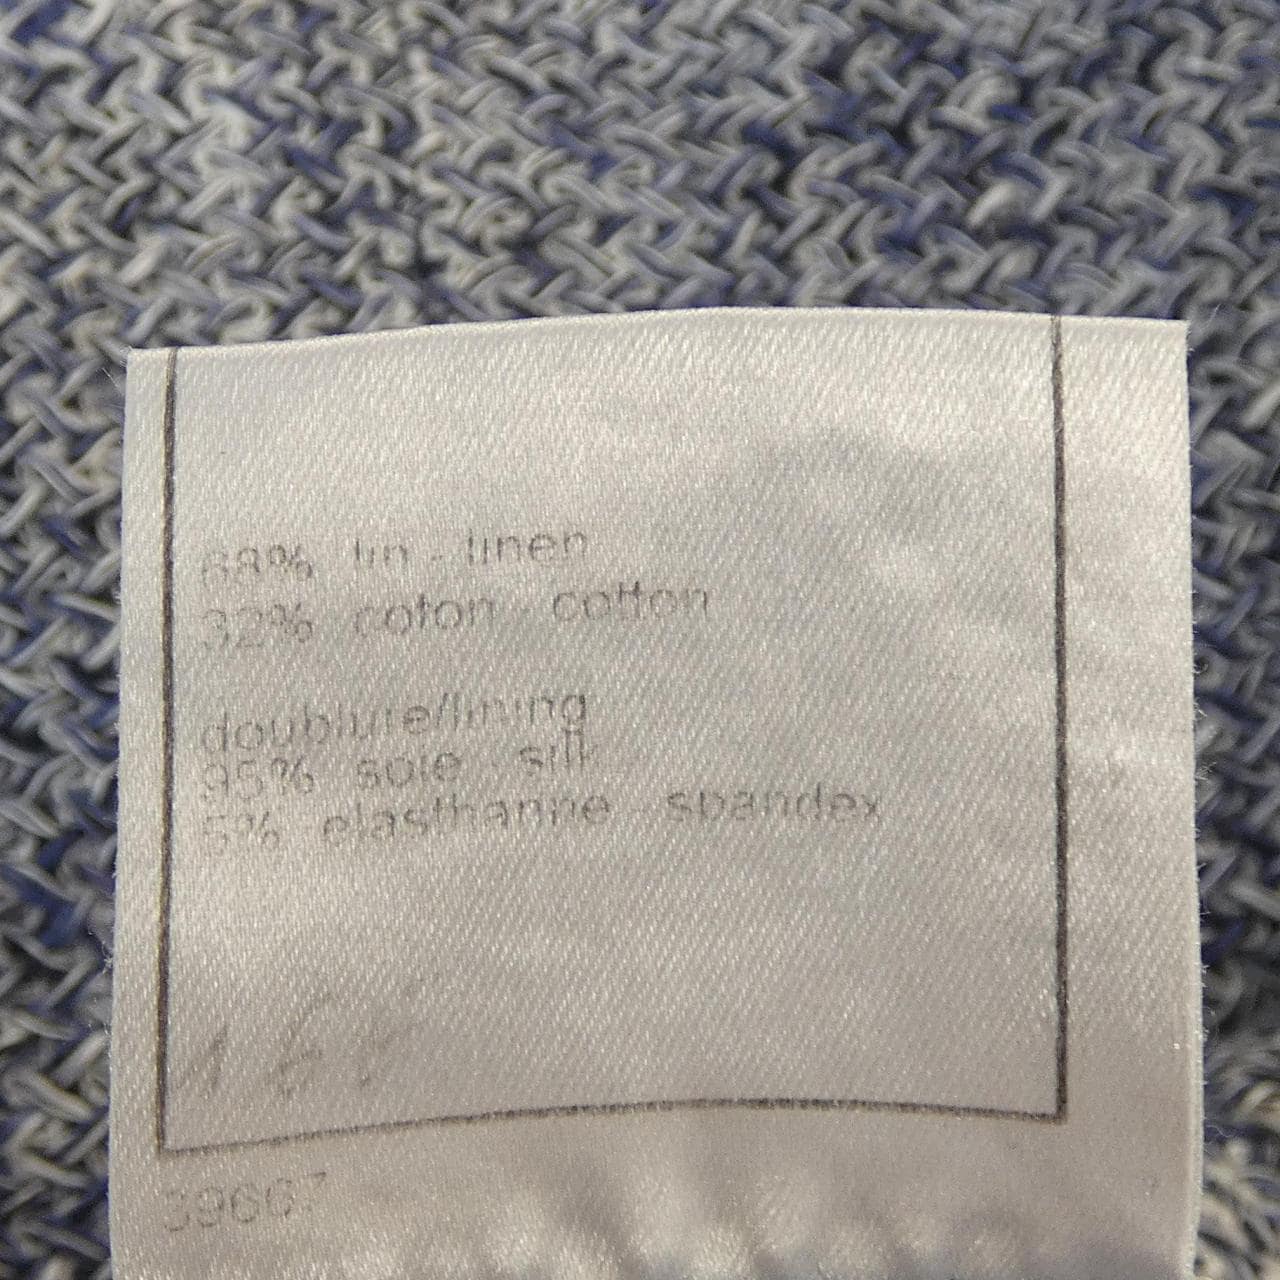 68% lin - linen
32% coton cotton
doublure/lining
95% soie silk
5% elasthanne spandex
39667